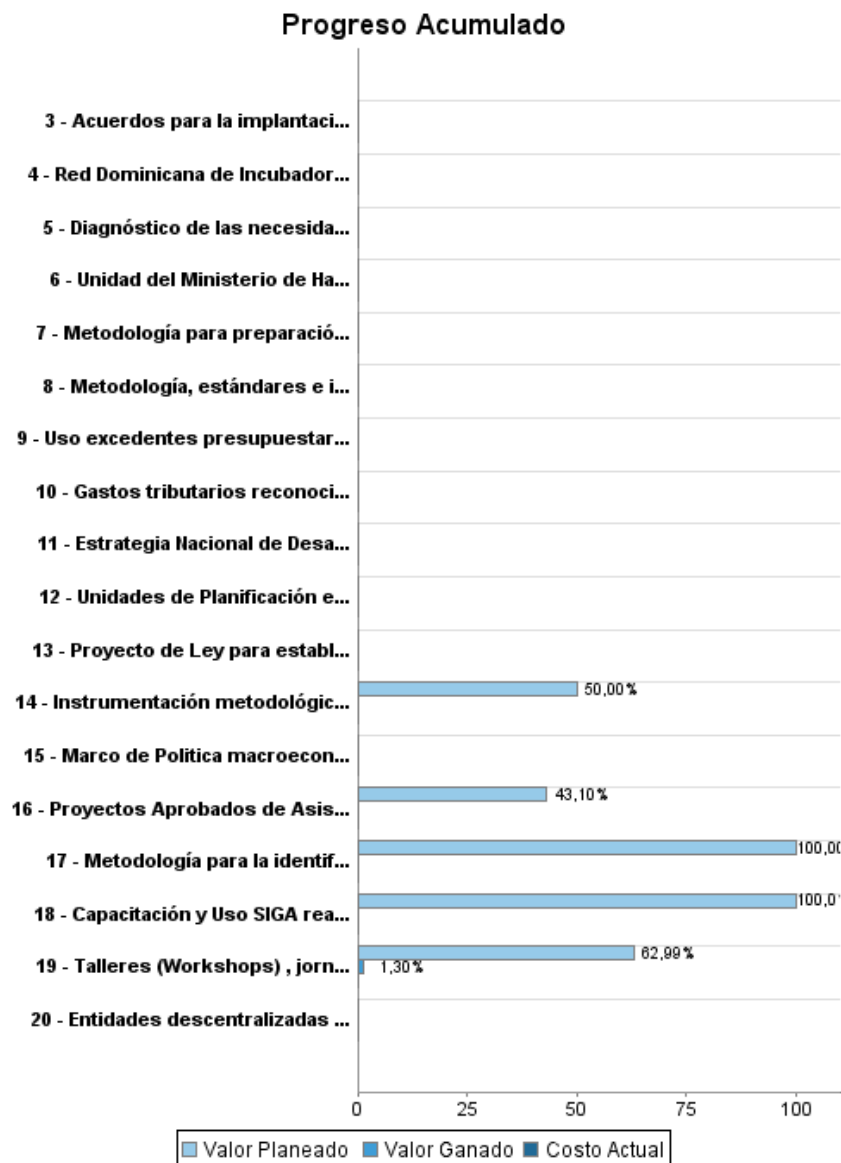 Progreso Acumulado
3 - Acuerdos para la implantaci...
4 - Red Dominicana de Incubador...
5 - Diagnóstico de las necesida...
6 - Unidad del Ministerio de Ha...
7 - Metodología para preparació...
8 - Metodología, estándares e i...
9 - Uso excedentes presupuestar...
10 - Gastos tributarios reconoci...
11 - Estrategia Nacional de Desa...
12 - Unidades de Planificación e...
13 - Proyecto de Ley para establ...
50,00%
14 - Instrumentación metodológic...
15 - Marco de Politica macroecon...
43,10%
16 - Proyectos Aprobados de Asis...
100,00
17 - Metodología para la identif...
100,0
18 - Capacitación y Uso SIGA rea...
62,99%
19 - Talleres (Workshops) , jorn... 1,30%
20 - Entidades descentralizadas ...
0 25 50 75 100
Valor Planeado Valor Ganado Costo Actual